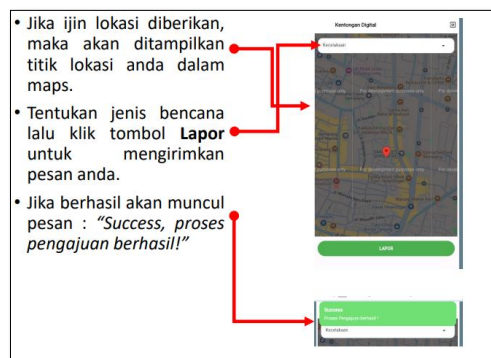 • Jika ijin lokasi diberikan,
maka akan ditampilkan
titik lokasi anda dalam
maps.
• Tentukan jenis bencana
lalu klik tombol Lapor
untuk mengirimkan
pesan anda.
• Jika berhasil akan muncul
pesan : “Success, proses
pengajuan berhasil!”
Kentongan Digital
Kecelakaan
LAPOR
Success
Proses Pengajuan berhasil !
Kecelakaan